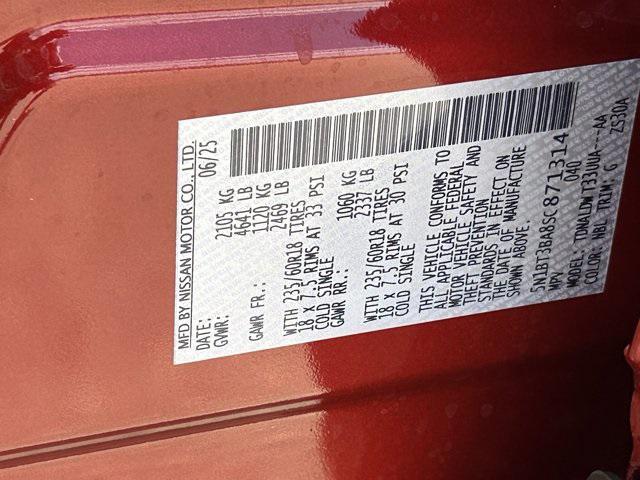 MFD BY NISSAN MOTOR CO., LTD.
DATE: 06/25
GVWR: 2105 KG
4641 LB
GAWR FR.: 1120 KG
2469 LB
WITH 235/60R18 TIRES
18 X 7.5 RIMS AT 33 PSI
COLD SINGLE
GAWR RR.: 1060 KG
2337 LB
WITH 235/60R18 TIRES
18 X 7.5 RIMS AT 30 PSI
COLD SINGLE
THIS VEHICLE CONFORMS TO
ALL APPLICABLE FEDERAL
MOTOR VEHICLE SAFETY AND
THEFT PREVENTION
STANDARDS IN EFFECT ON
THE DATE OF MANUFACTURE
SHOWN ABOVE.
5N1BT3BA8SC871314
MPV 040
MODEL: TDNALDWT33UUA---AA
COLOR: NBL TRIM: G ZS30A